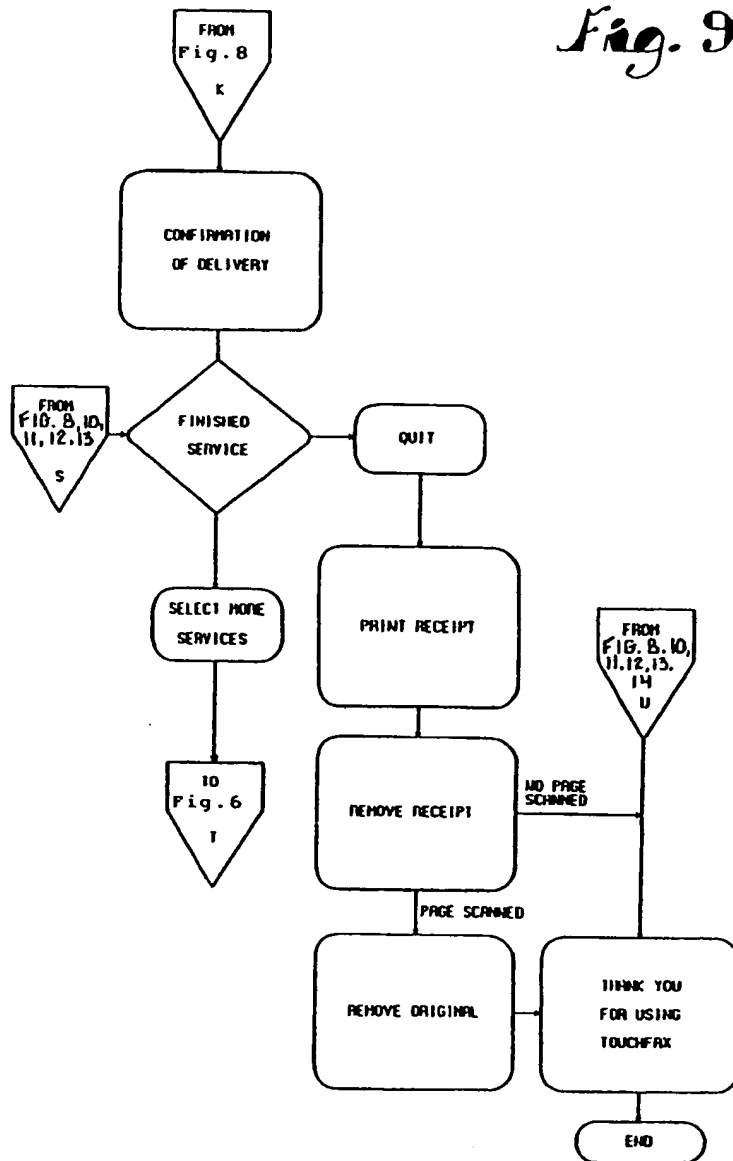 Fig. 9
FROM
Fig. 8
K
CONFIRMATION
OF DELIVERY
FROM
FIG. 8, 10,
11, 12, 13
S
FINISHED
SERVICE
QUIT
SELECT MORE
SERVICES
PRINT RECEIPT
FROM
FIG. 8. 10,
11. 12, 13.
14
U
TO
Fig. 6
T
REMOVE RECEIPT
NO PAGE
SCANNED
PAGE SCANNED
REMOVE ORIGINAL
THANK YOU
FOR USING
TOUCHFAX
END